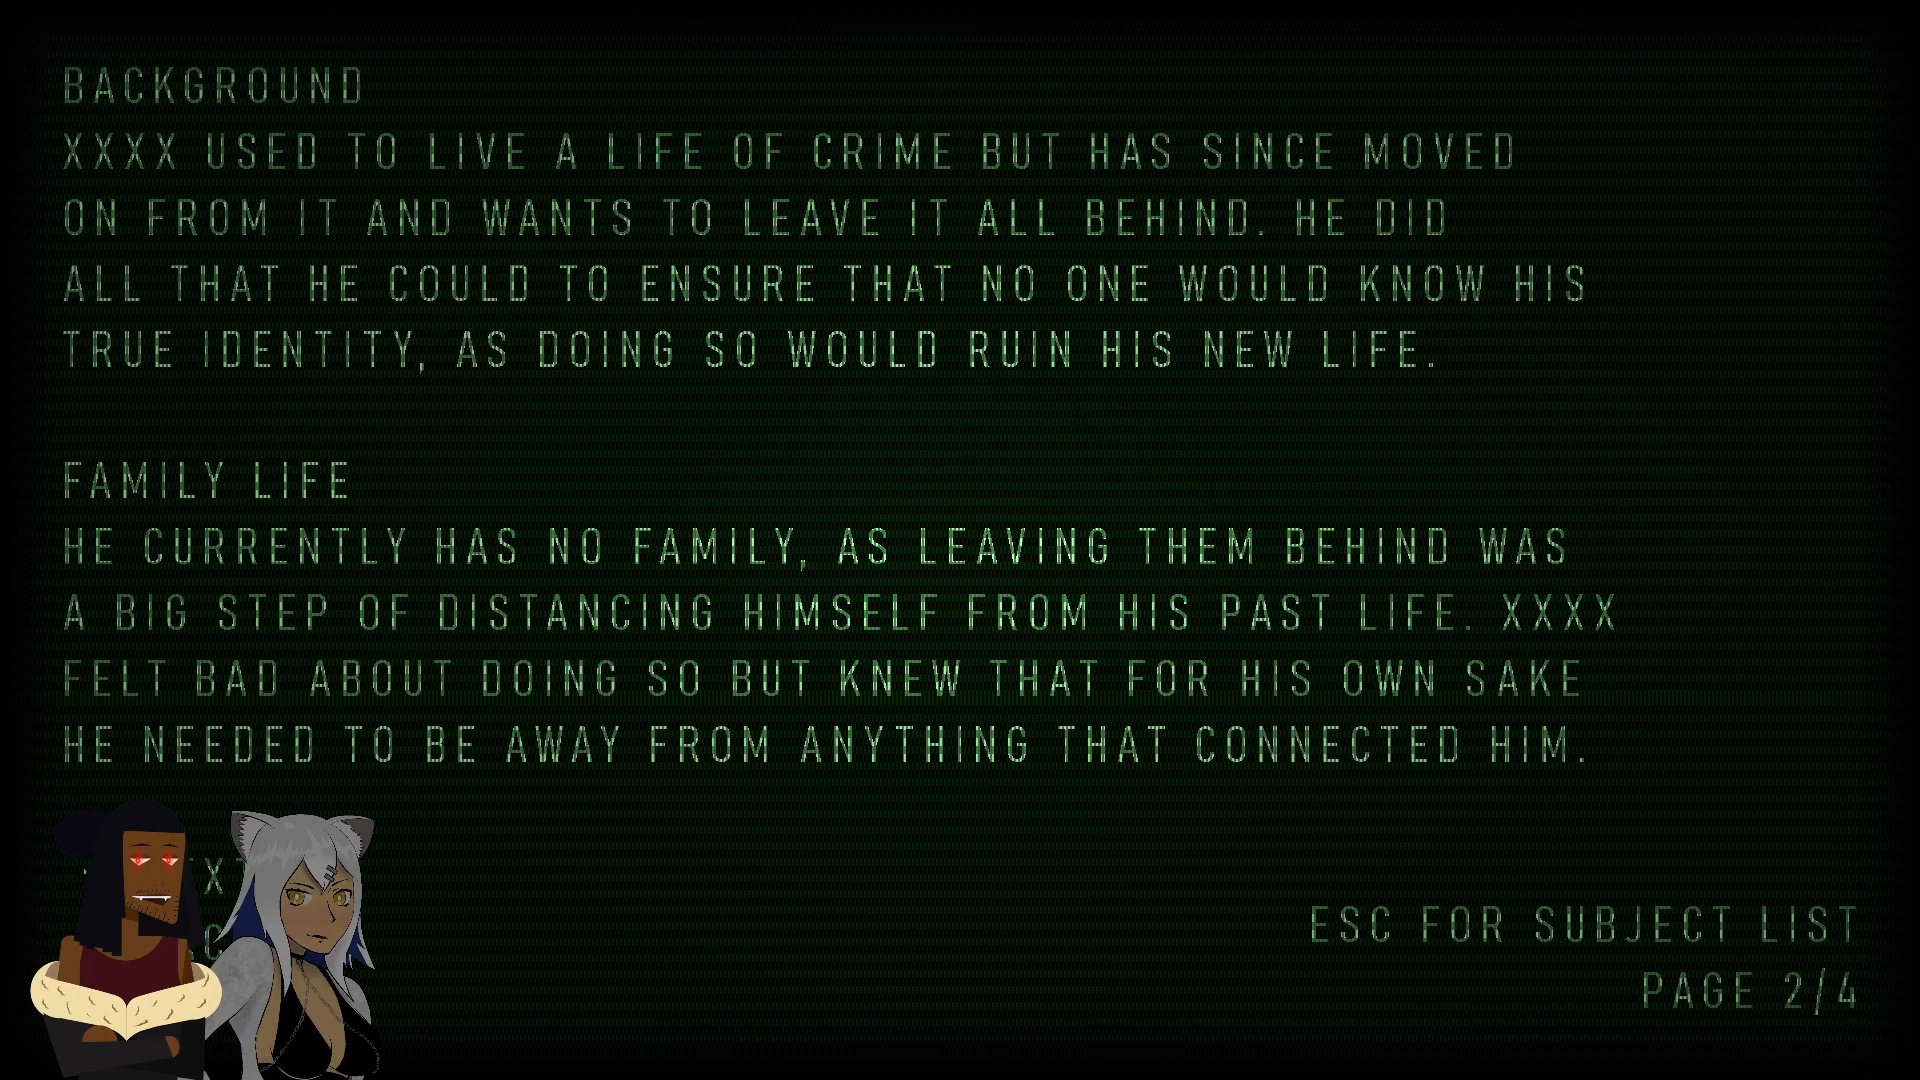 BACKGROUND
XXXX USED TO LIVE A LIFE OF CRIME BUT HAS SINCE MOVED
ON FROM IT AND WANTS TO LEAVE IT ALL BEHIND. HE DID
ALL THAT HE COULD TO ENSURE THAT NO ONE WOULD KNOW HIS
TRUE IDENTITY, AS DOING SO WOULD RUIN HIS NEW LIFE.
FAMILY LIFE
HE CURRENTLY HAS NO FAMILY, AS LEAVING THEM BEHIND WAS
A BIG STEP OF DISTANCING HIMSELF FROM HIS PAST LIFE. XXXX
FELT BAD ABOUT DOING SO BUT KNEW THAT FOR HIS OWN SAKE
HE NEEDED TO BE AWAY FROM ANYTHING THAT CONNECTED HIM.
ESC FOR SUBJECT LIST
PAGE 2/4